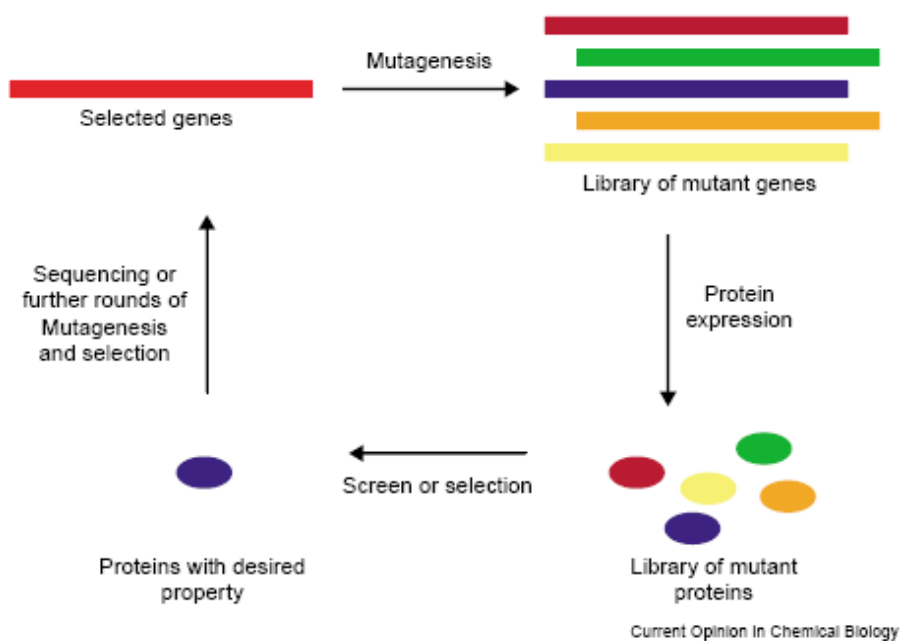 Mutagenesis
Selected genes
Library of mutant genes
Sequencing or
further rounds of
Mutagenesis
and selection
Protein
expression
Screen or selection
Proteins with desired
property
Library of mutant
proteins
Current Opinion in Chemical Biology